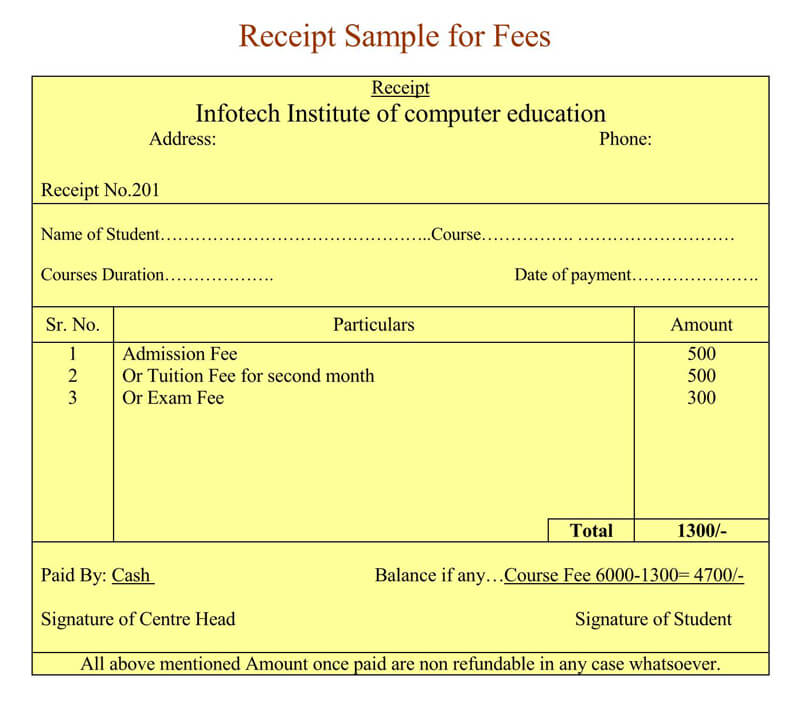 Receipt Sample for Fees
Receipt
Infotech Institute of computer education
Address: Phone:
Receipt No.201
Name of Student………………………………………..Course……………. ………………………
Courses Duration………………. Date of payment………………….
Sr. No. Particulars Amount
1 Admission Fee 500
2 Or Tuition Fee for second month 500
3 Or Exam Fee 300
Total 1300/-
Paid By: Cash Balance if any…Course Fee 6000-1300= 4700/-
Signature of Centre Head Signature of Student
All above mentioned Amount once paid are non refundable in any case whatsoever.